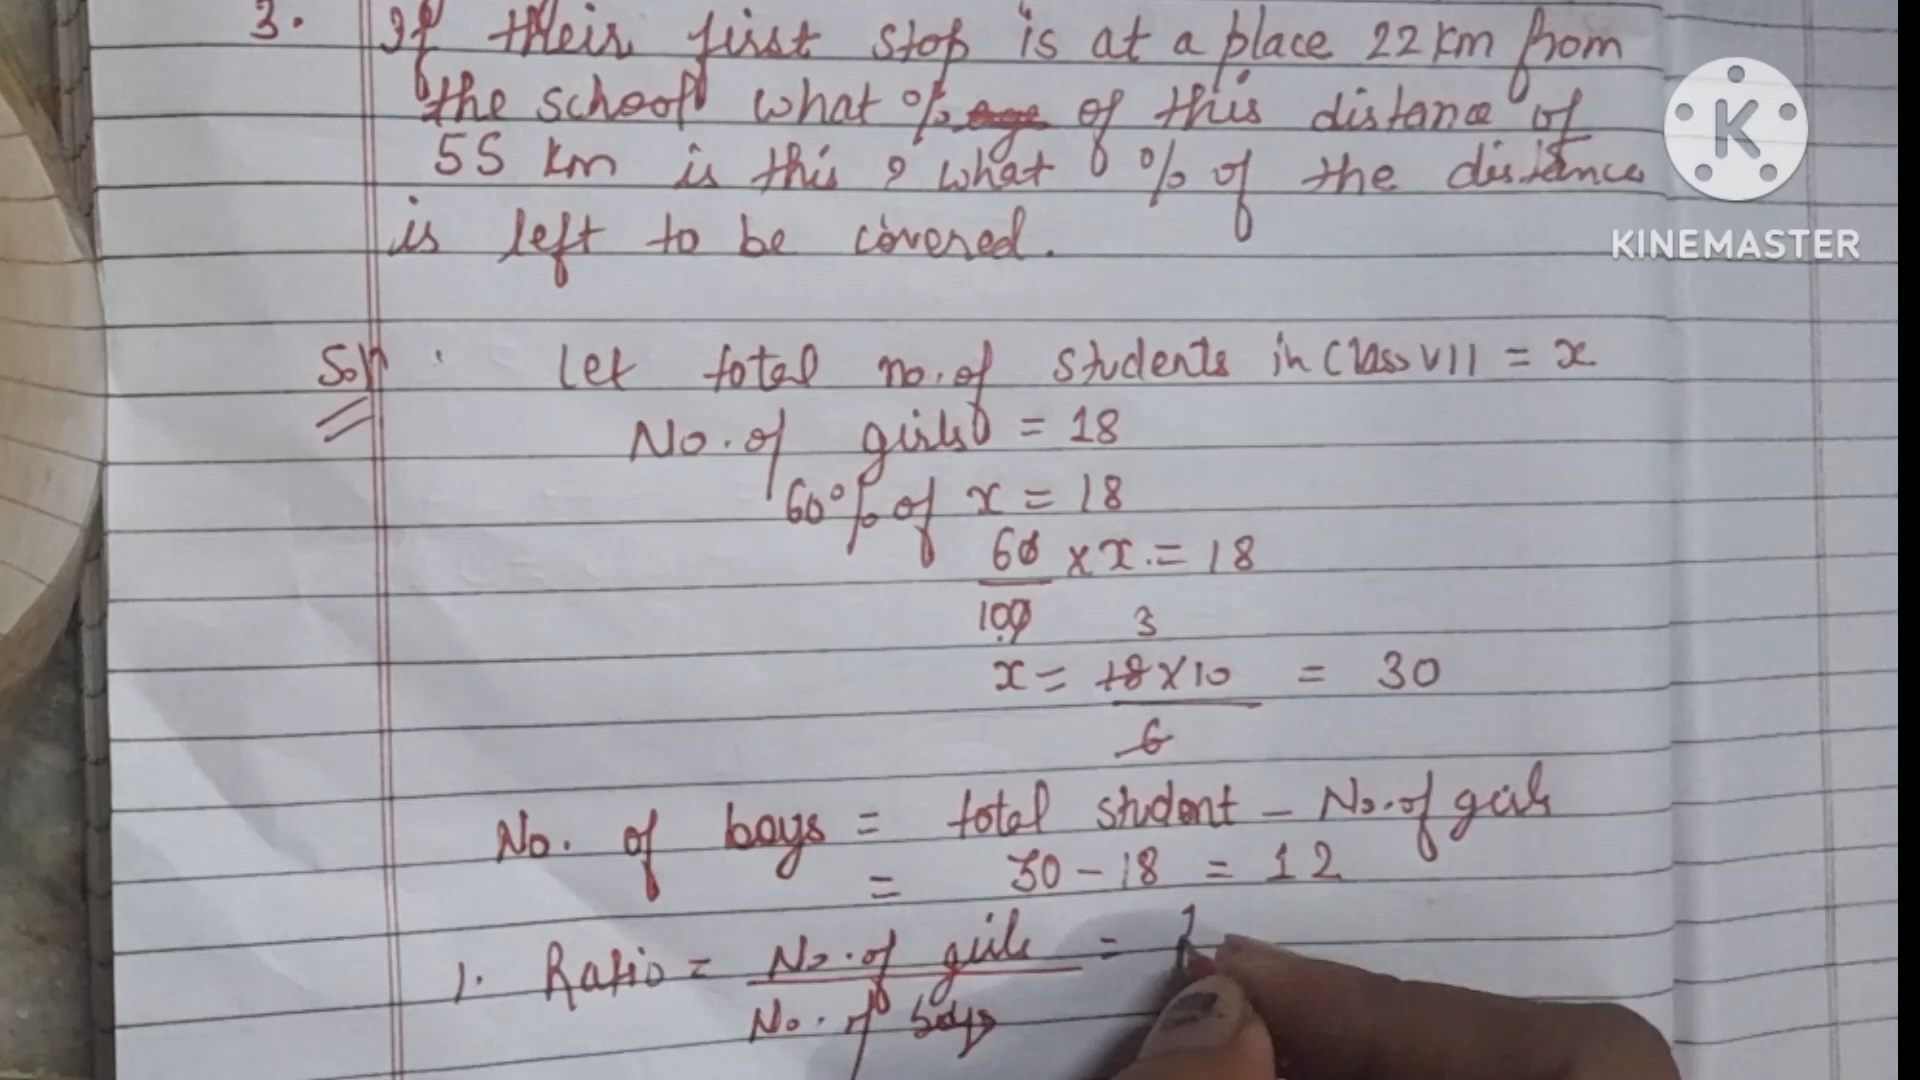 3. If their first stop is at a place 22 km from
the school what % age of this distance of
55 km is this ? what % of the distance
is left to be covered.
K
KINEMASTER
Soln Let total no. of students in Class VII = x
No. of girls = 18
60% of x = 18
60/100 × x = 18
3
x = 18×10/6 = 30
No. of boys = total student - No. of girls
= 30 - 18 = 12
1. Ratio = No. of girls/No. of boys = 1